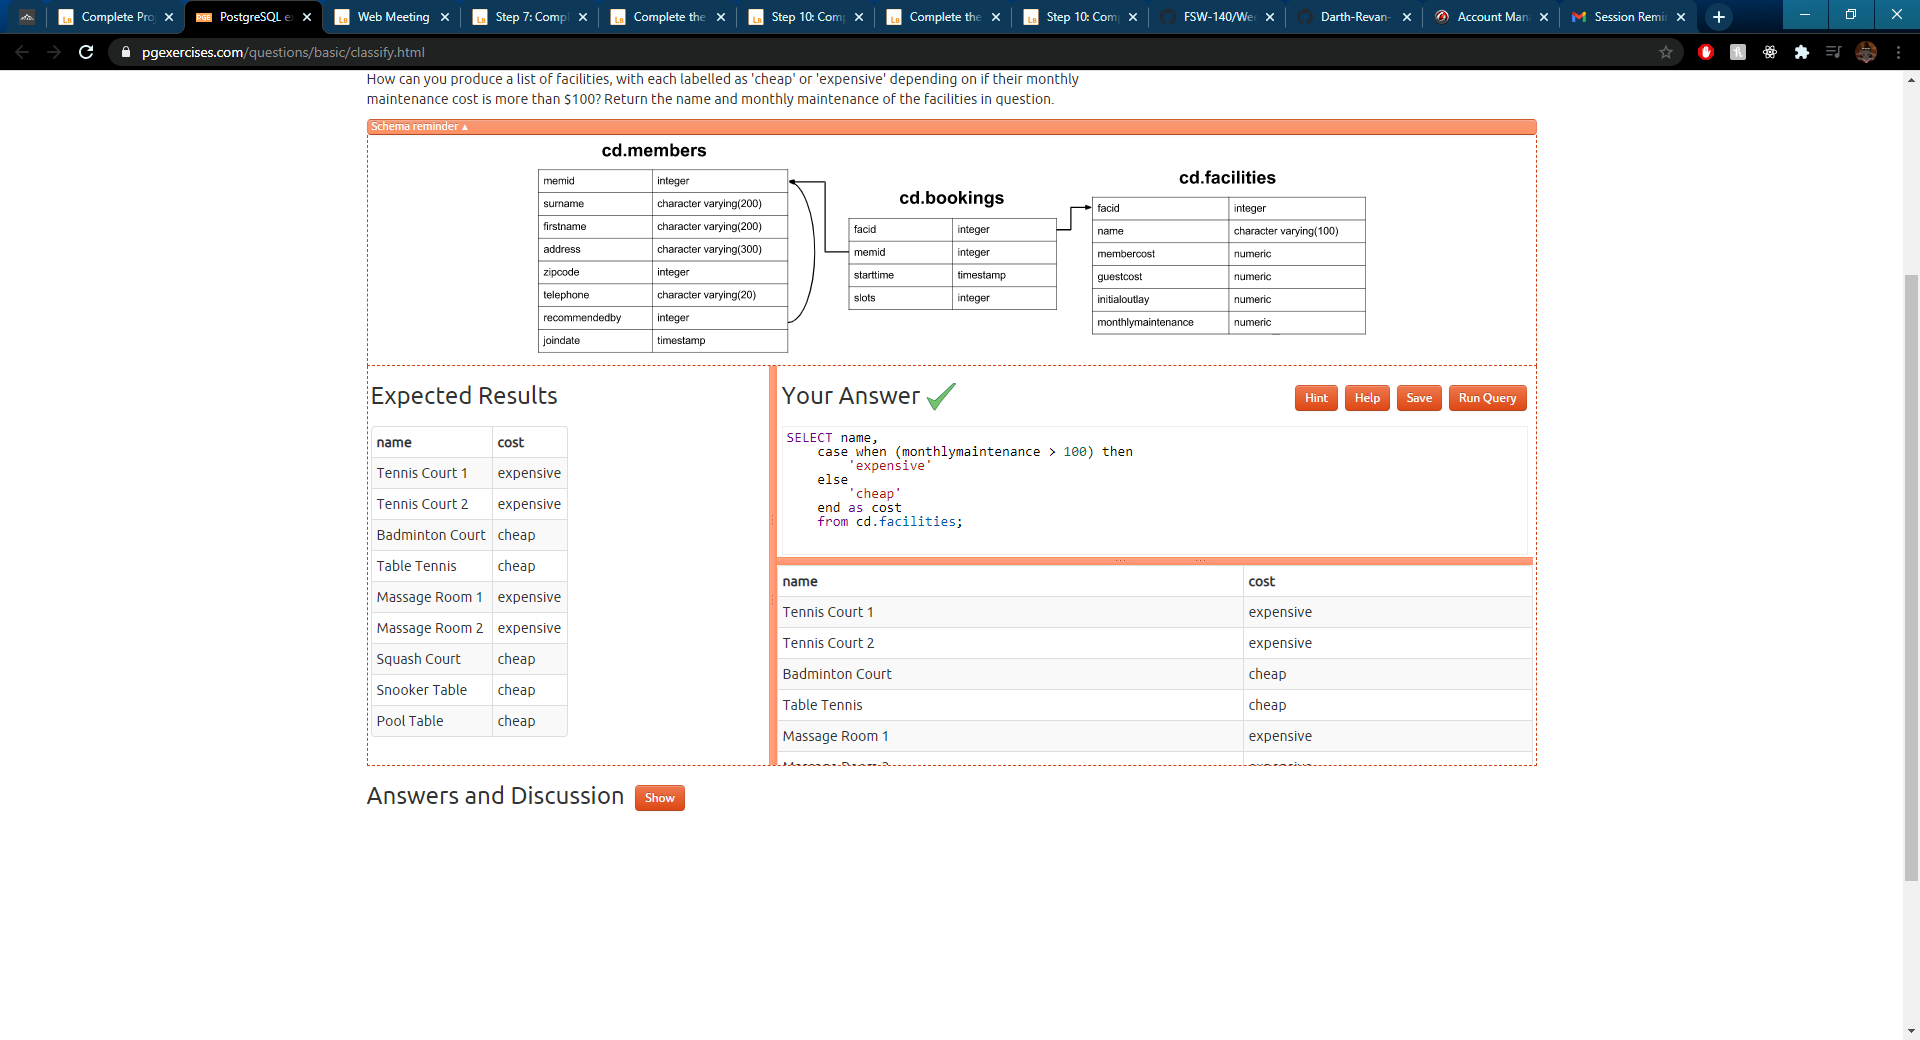 Complete Pro
PostgreSQL e
Web Meeting
Step 7: Compl
Complete the
Step 10: Com
Complete the
Step 10: Com
FSW-140/We
Darth-Revan-
Account Man
Session Remi
pgexercises.com/questions/basic/classify.html
How can you produce a list of facilities, with each labelled as 'cheap' or 'expensive' depending on if their monthly
maintenance cost is more than $100? Return the name and monthly maintenance of the facilities in question.
Schema reminder ▲
cd.members
memid integer
surname character varying(200)
firstname character varying(200)
address character varying(300)
zipcode integer
telephone character varying(20)
recommendedby integer
joindate timestamp
cd.bookings
facid integer
memid integer
starttime timestamp
slots integer
cd.facilities
facid integer
name character varying(100)
membercost numeric
guestcost numeric
initialoutlay numeric
monthlymaintenance numeric
Expected Results
name cost
Tennis Court 1 expensive
Tennis Court 2 expensive
Badminton Court cheap
Table Tennis cheap
Massage Room 1 expensive
Massage Room 2 expensive
Squash Court cheap
Snooker Table cheap
Pool Table cheap
Your Answer
Hint Help Save Run Query
SELECT name,
case when (monthlymaintenance > 100) then
'expensive'
else
'cheap'
end as cost
from cd.facilities;
name cost
Tennis Court 1 expensive
Tennis Court 2 expensive
Badminton Court cheap
Table Tennis cheap
Massage Room 1 expensive
Massage Room 2 expensive
Answers and Discussion Show